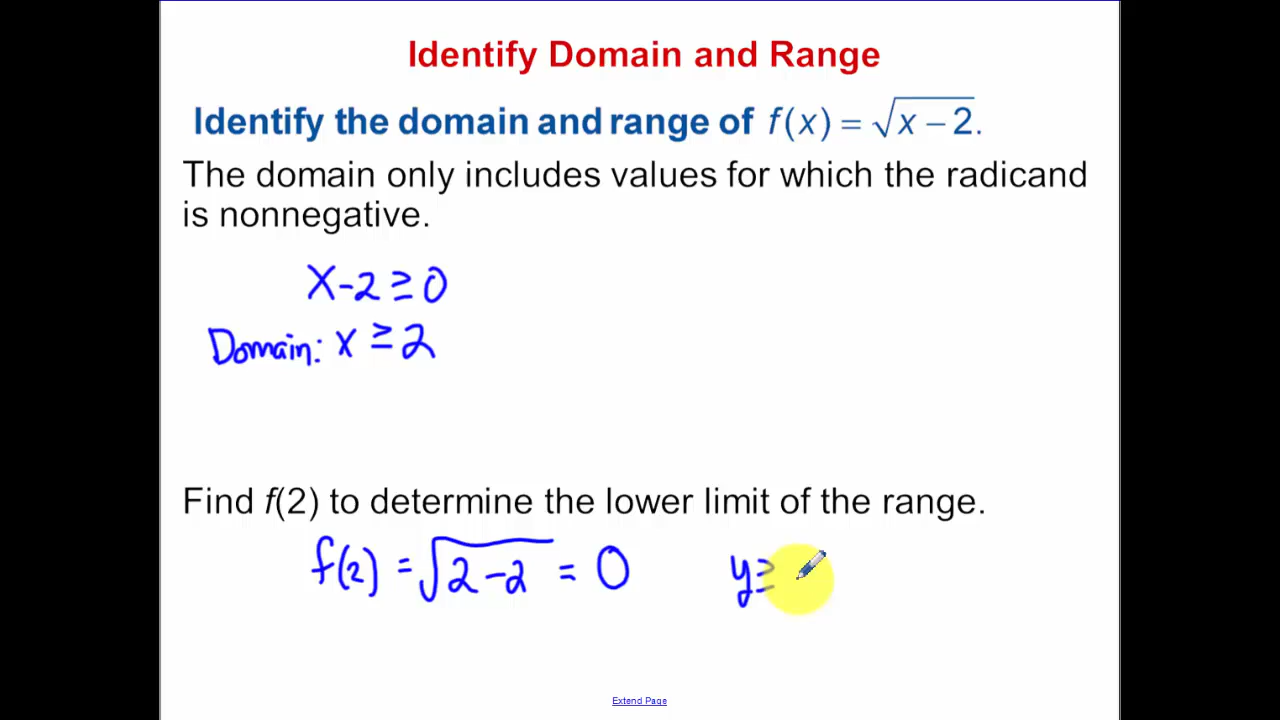 Identify Domain and Range
Identify the domain and range of f(x) = √x – 2.
The domain only includes values for which the radicand
is nonnegative.
x-2 ≥ 0
Domain: x ≥ 2
Find f(2) to determine the lower limit of the range.
f(2) = √2-2 = 0 y≥
Extend Page